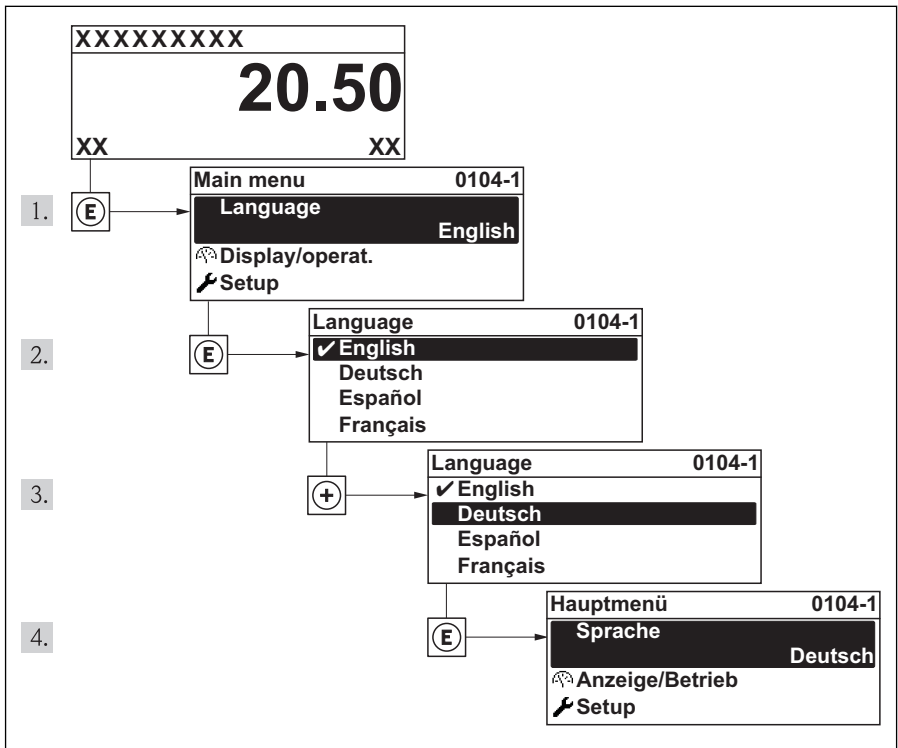 XXXXXXXXX
20.50
XX XX
Main menu 0104-1
1. E Language
English
Display/operat.
Setup
Language 0104-1
2. E ✔English
Deutsch
Español
Français
Language 0104-1
3. + ✔English
Deutsch
Español
Français
Hauptmenü 0104-1
4. E Sprache
Deutsch
Anzeige/Betrieb
Setup